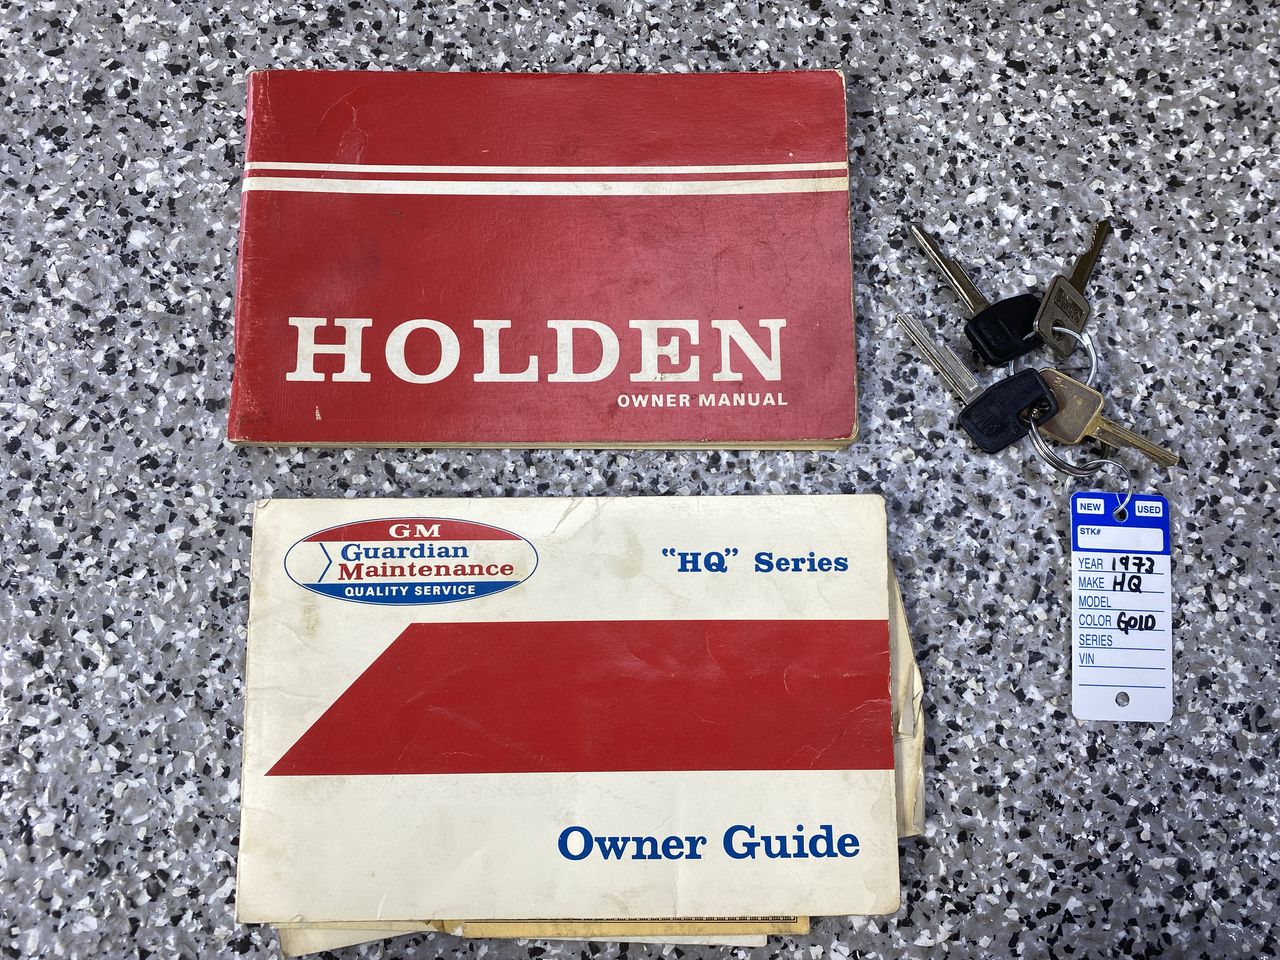 HOLDEN
OWNER MANUAL
GM
Guardian
Maintenance
QUALITY SERVICE
"HQ" Series
Owner Guide
NEW USED
STK#
YEAR 1973
MAKE HQ
MODEL
COLOR GOLD
SERIES
VIN